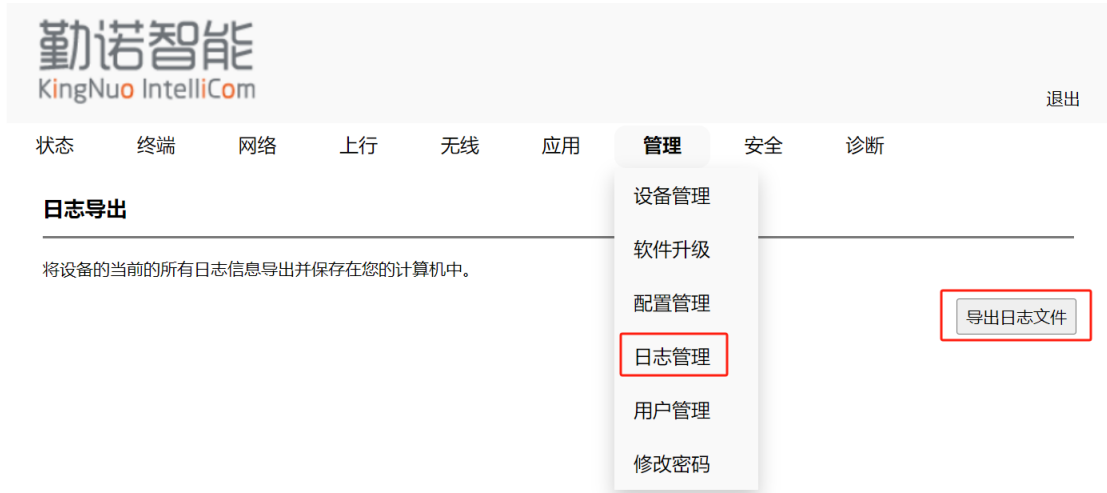 勤诺智能
KingNuo IntelliCom
退出
状态 终端 网络 上行 无线 应用 管理 安全 诊断
设备管理
日志导出
软件升级
将设备的当前的所有日志信息导出并保存在您的计算机中。
配置管理
导出日志文件
日志管理
用户管理
修改密码